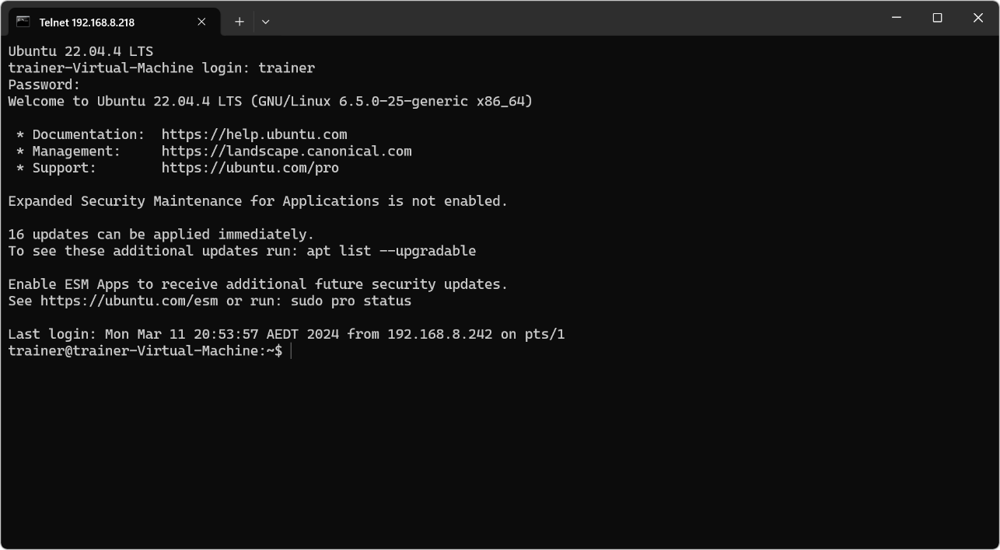 Telnet 192.168.8.218
Ubuntu 22.04.4 LTS
trainer-Virtual-Machine login: trainer
Password:
Welcome to Ubuntu 22.04.4 LTS (GNU/Linux 6.5.0-25-generic x86_64)
* Documentation:  https://help.ubuntu.com
* Management:     https://landscape.canonical.com
* Support:        https://ubuntu.com/pro
Expanded Security Maintenance for Applications is not enabled.
16 updates can be applied immediately.
To see these additional updates run: apt list --upgradable
Enable ESM Apps to receive additional future security updates.
See https://ubuntu.com/esm or run: sudo pro status
Last login: Mon Mar 11 20:53:57 AEDT 2024 from 192.168.8.242 on pts/1
trainer@trainer-Virtual-Machine:~$